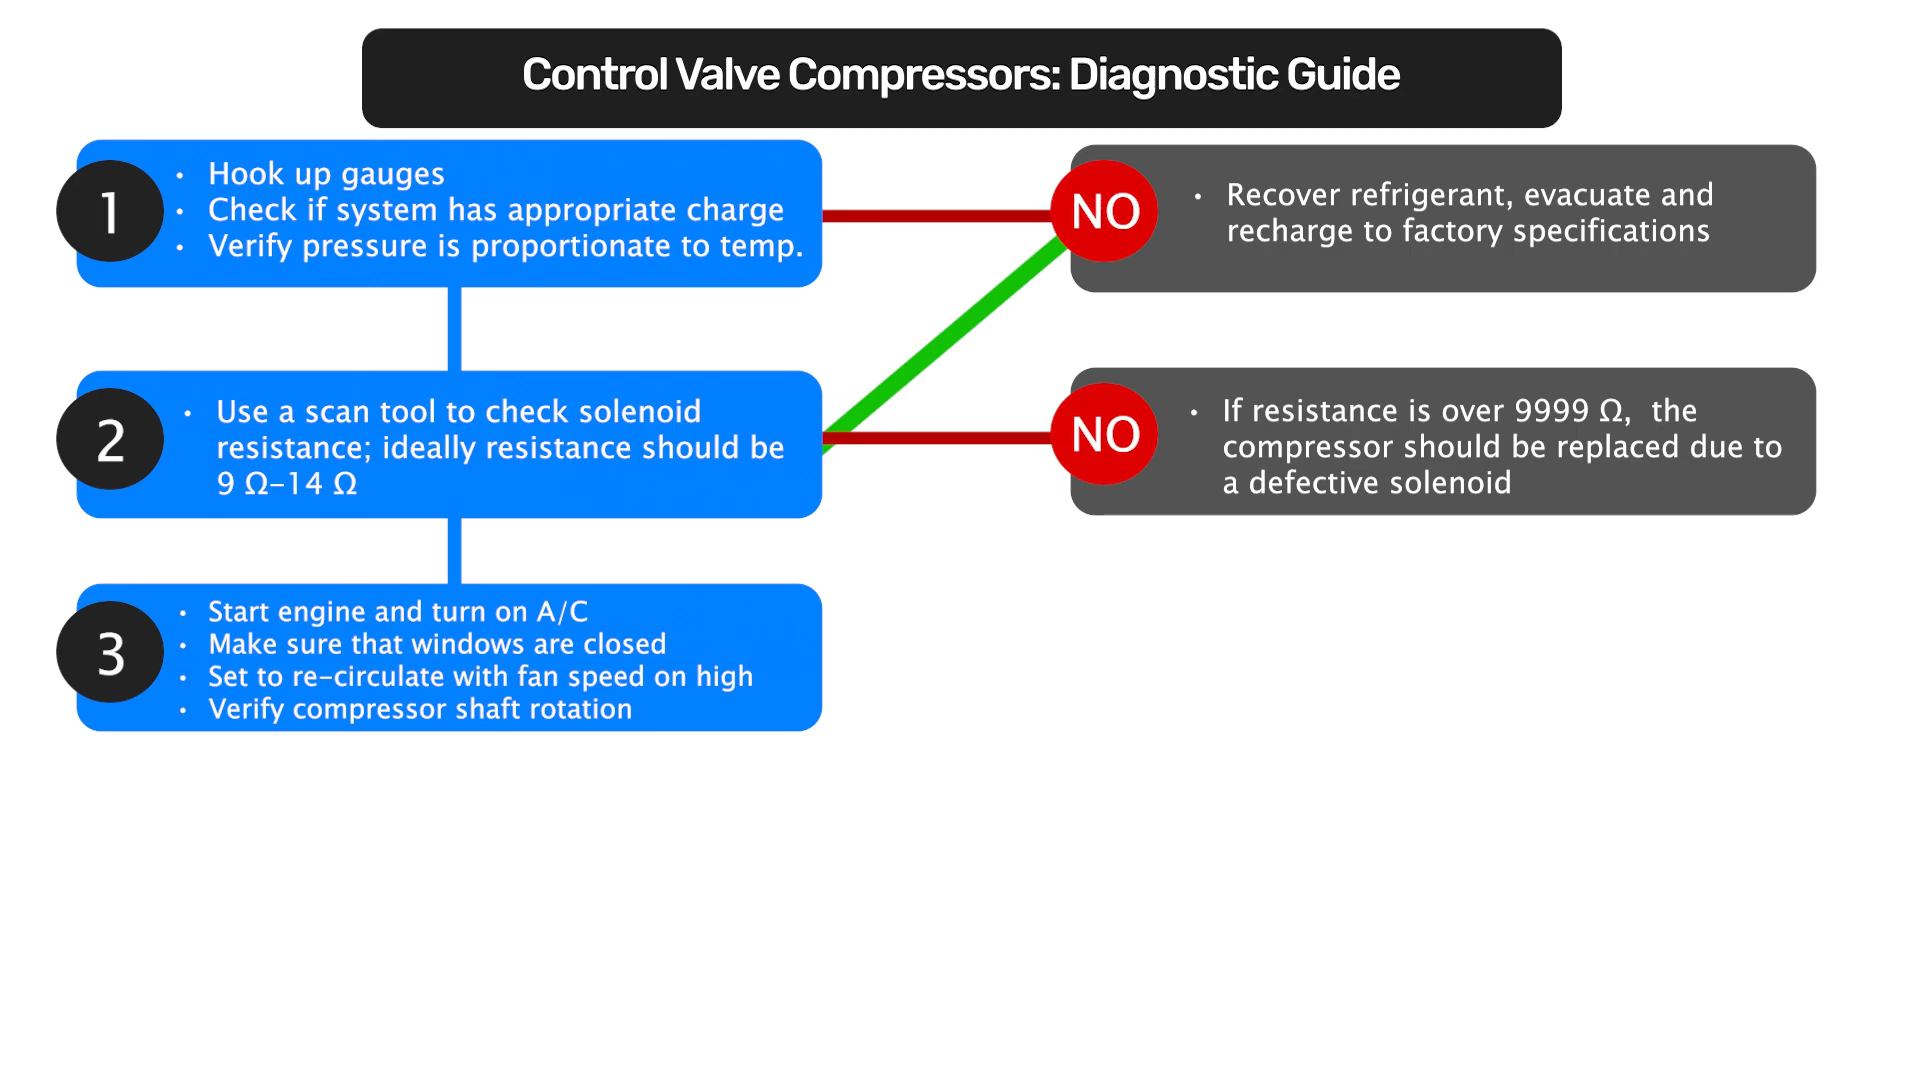 Control Valve Compressors: Diagnostic Guide
1
• Hook up gauges
• Check if system has appropriate charge
• Verify pressure is proportionate to temp.
NO
• Recover refrigerant, evacuate and
recharge to factory specifications
2
• Use a scan tool to check solenoid
resistance; ideally resistance should be
9 Ω-14 Ω
NO
• If resistance is over 9999 Ω,  the
compressor should be replaced due to
a defective solenoid
3
• Start engine and turn on A/C
• Make sure that windows are closed
• Set to re-circulate with fan speed on high
• Verify compressor shaft rotation